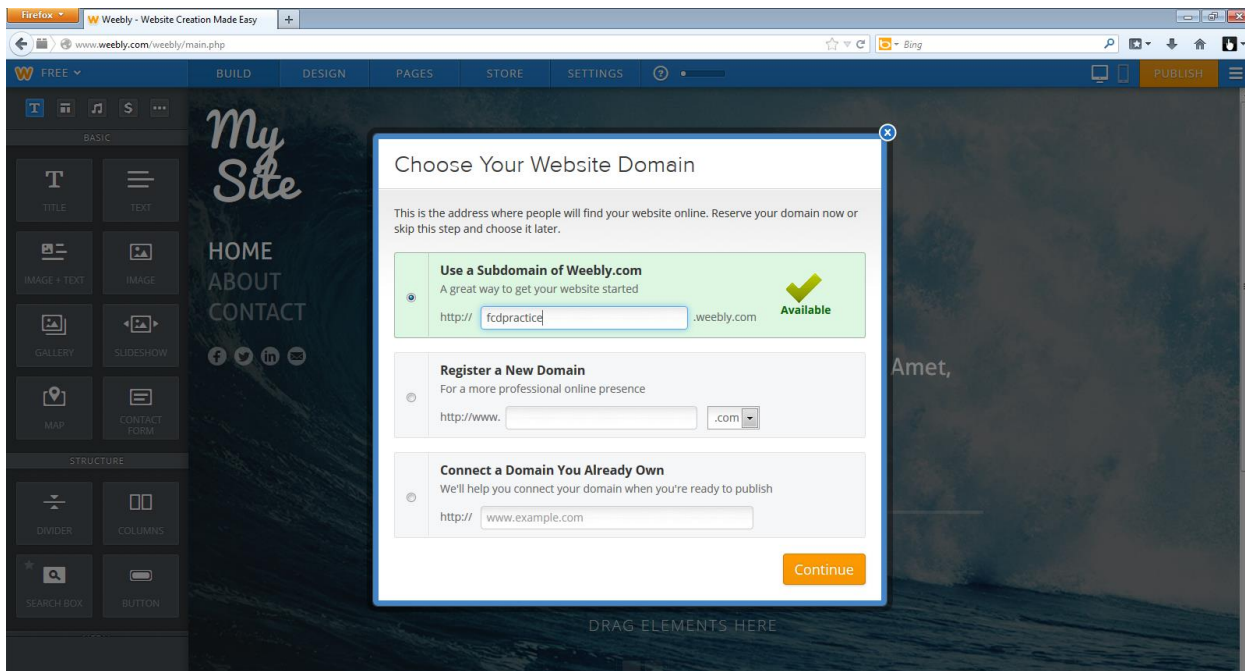 Firefox
Weebly - Website Creation Made Easy
www.weebly.com/weebly/main.php
Bing
FREE
BUILD
DESIGN
PAGES
STORE
SETTINGS
?
PUBLISH
T
S
BASIC
T
TITLE
TEXT
IMAGE + TEXT
IMAGE
GALLERY
SLIDESHOW
MAP
CONTACT
FORM
STRUCTURE
DIVIDER
COLUMNS
SEARCH BOX
BUTTON
My
Site
HOME
ABOUT
CONTACT
Choose Your Website Domain
This is the address where people will find your website online. Reserve your domain now or
skip this step and choose it later.
Use a Subdomain of Weebly.com
A great way to get your website started
http:// fcdpractice .weebly.com
Available
Register a New Domain
For a more professional online presence
http://www. .com
Connect a Domain You Already Own
We'll help you connect your domain when you're ready to publish
http:// www.example.com
Continue
Amet,
DRAG ELEMENTS HERE